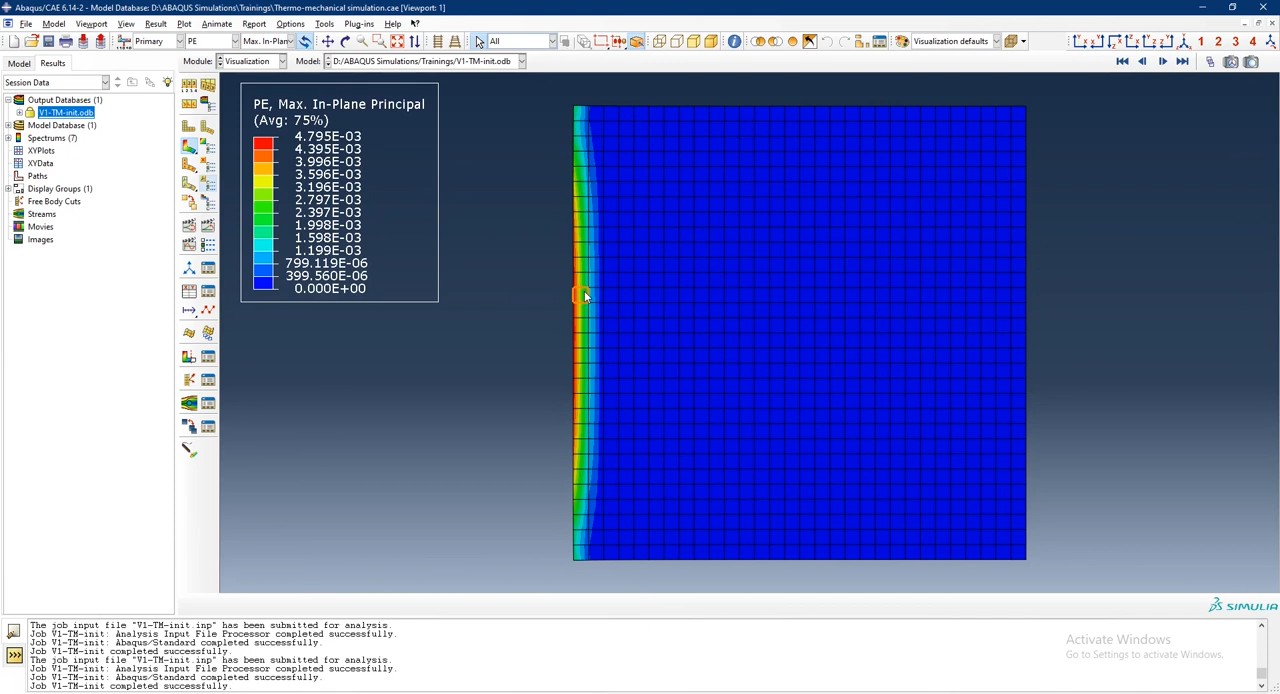 Abaqus/CAE 6.14-2 - Model Database: D:\ABAQUS Simulations\Trainings\Thermo-mechanical simulation.cae [Viewport: 1]
File Model Viewport View Result Plot Animate Report Options Tools Plug-ins Help
Primary PE Max. In-Plan All Visualization defaults 1 2 3 4
Model Results Module: Visualization Model: D:/ABAQUS Simulations/Trainings/V1-TM-init.odb
Session Data
Output Databases (1)
V1-TM-init.odb
Model Database (1)
Spectrums (7)
XYPlots
XYData
Paths
Display Groups (1)
Free Body Cuts
Streams
Movies
Images
PE, Max. In-Plane Principal
(Avg: 75%)
4.795E-03
4.395E-03
3.996E-03
3.596E-03
3.196E-03
2.797E-03
2.397E-03
1.998E-03
1.598E-03
1.199E-03
799.119E-06
399.560E-06
0.000E+00
SIMULIA
The job input file "V1-TM-init.inp" has been submitted for analysis.
Job V1-TM-init: Analysis Input File Processor completed successfully.
Job V1-TM-init: Abaqus/Standard completed successfully.
Job V1-TM-init completed successfully.
The job input file "V1-TM-init.inp" has been submitted for analysis.
Job V1-TM-init: Analysis Input File Processor completed successfully.
Job V1-TM-init: Abaqus/Standard completed successfully.
Job V1-TM-init completed successfully.
Activate Windows
Go to Settings to activate Windows.